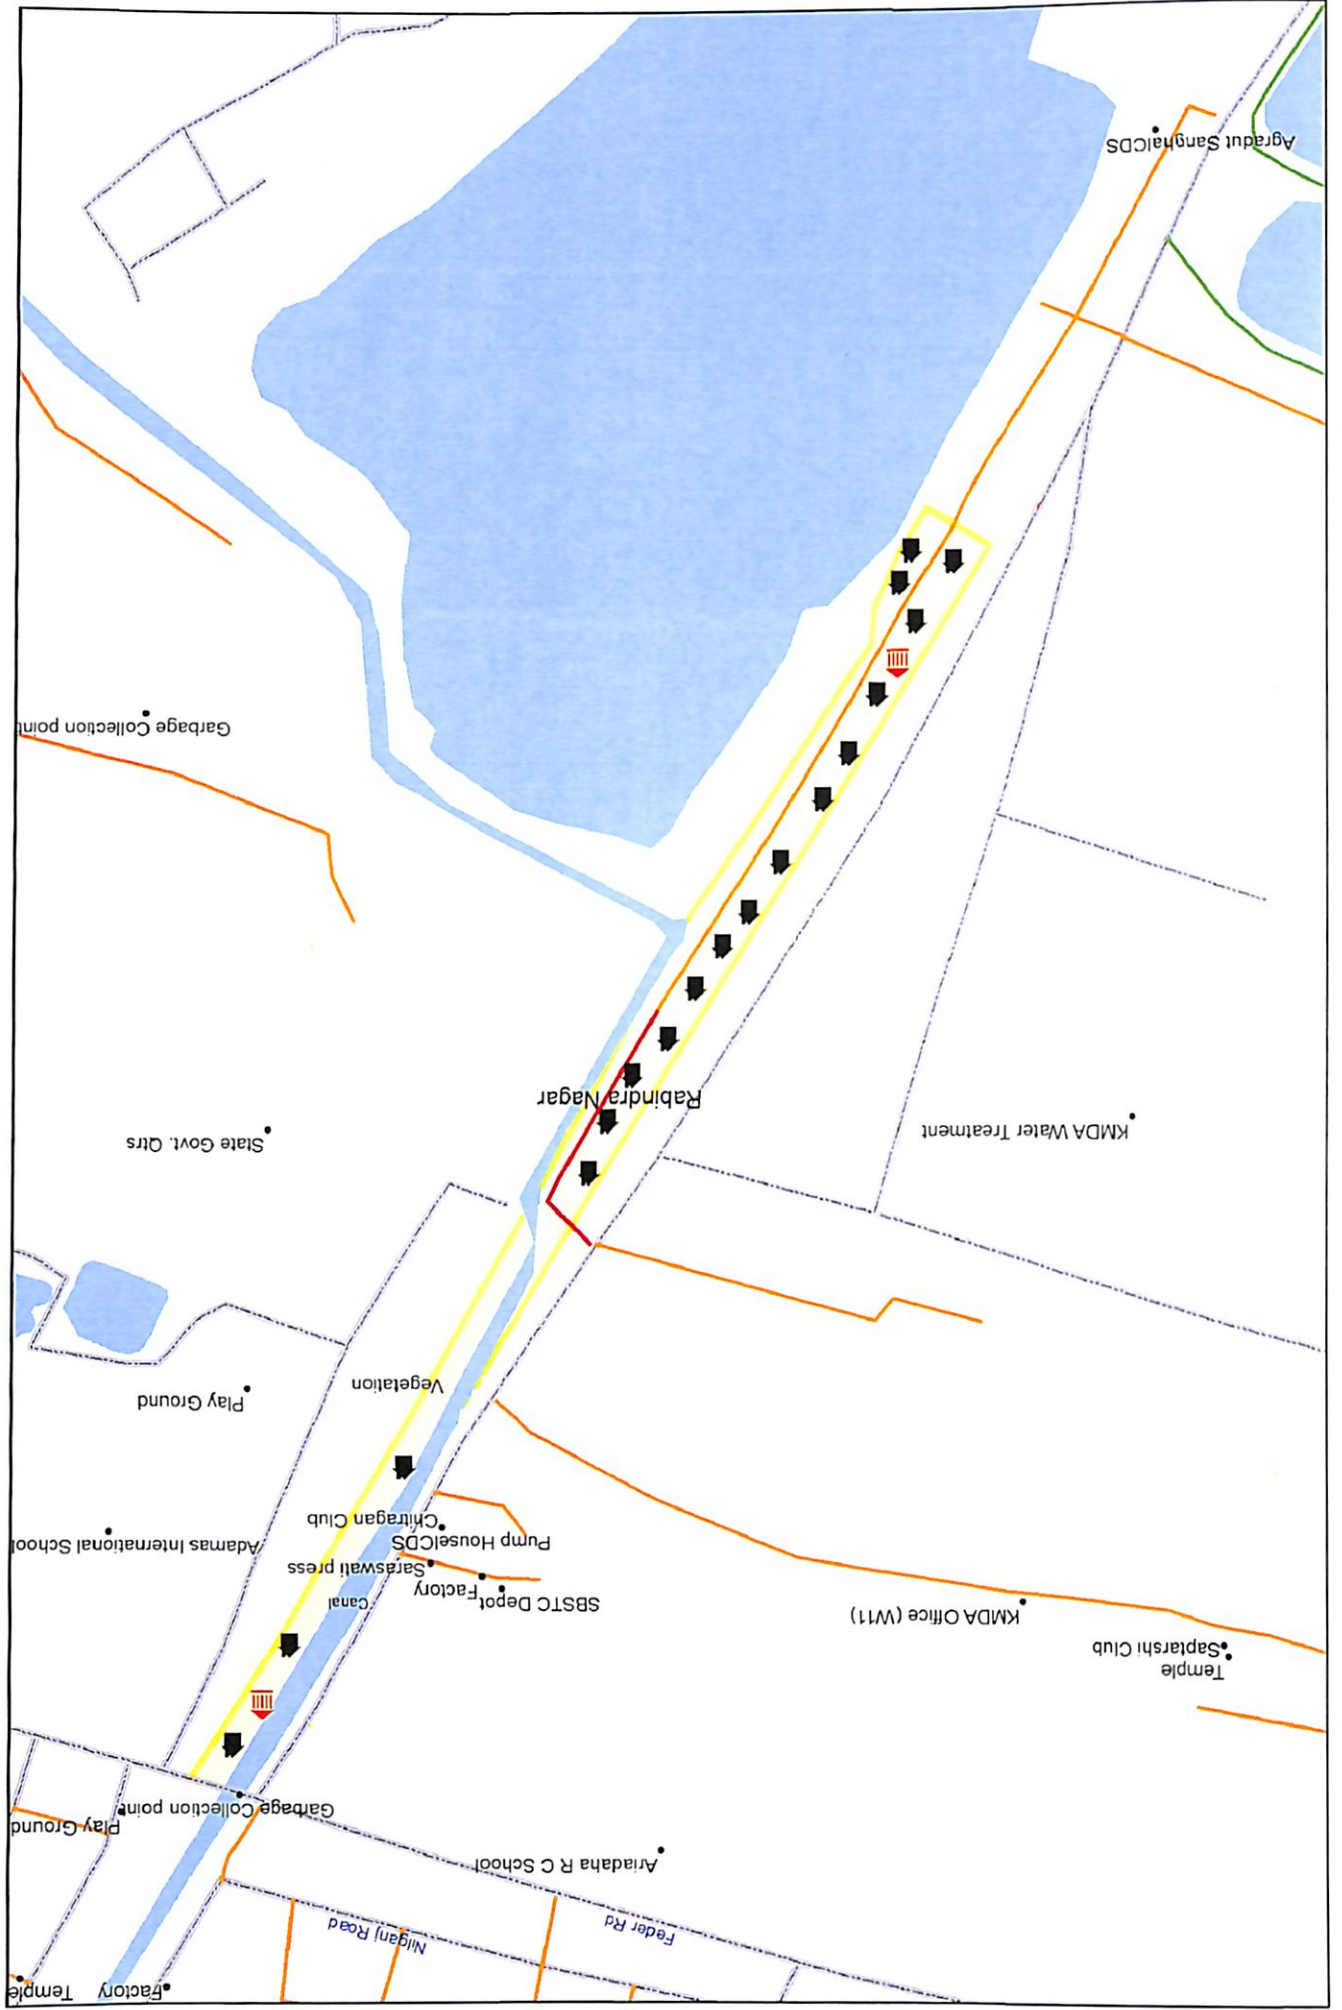 Factory
Temple
Feder Rd
Nilganj Road
Ariadaha R C School
Play Ground
Garbage Collection point
Temple
Saptarshi Club
KMDA Office (W11)
SBSTC Depot
Canal
Factory
Saraswati press
Adamas International School
Pump HouseICDS
Chitragan Club
Play Ground
Vegetation
State Govt. Qtrs
KMDA Water Treatment
Rabindra Nagar
Garbage Collection point
Agradut SanghaICDS